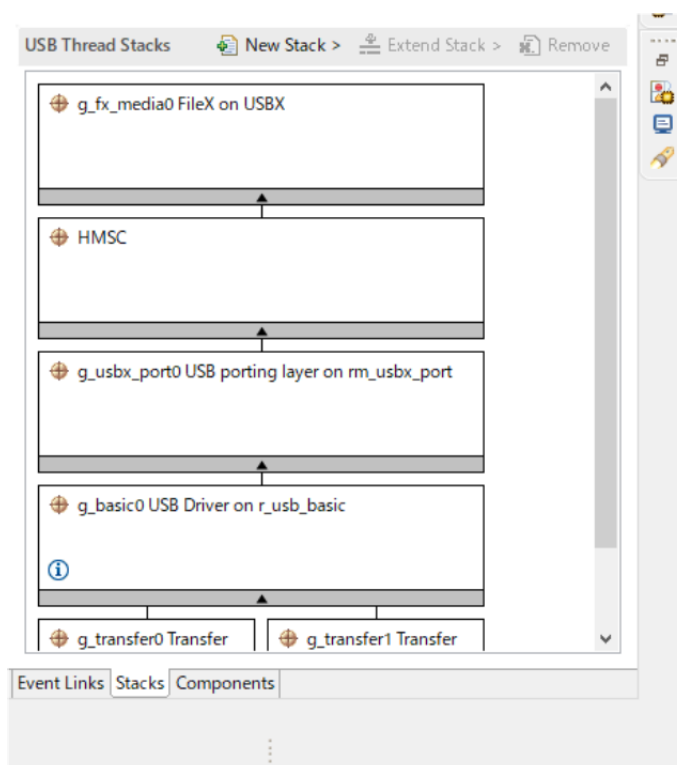 USB Thread Stacks New Stack > Extend Stack > Remove
g_fx_media0 FileX on USBX
HMSC
g_usbx_port0 USB porting layer on rm_usbx_port
g_basic0 USB Driver on r_usb_basic
g_transfer0 Transfer g_transfer1 Transfer
Event Links Stacks Components